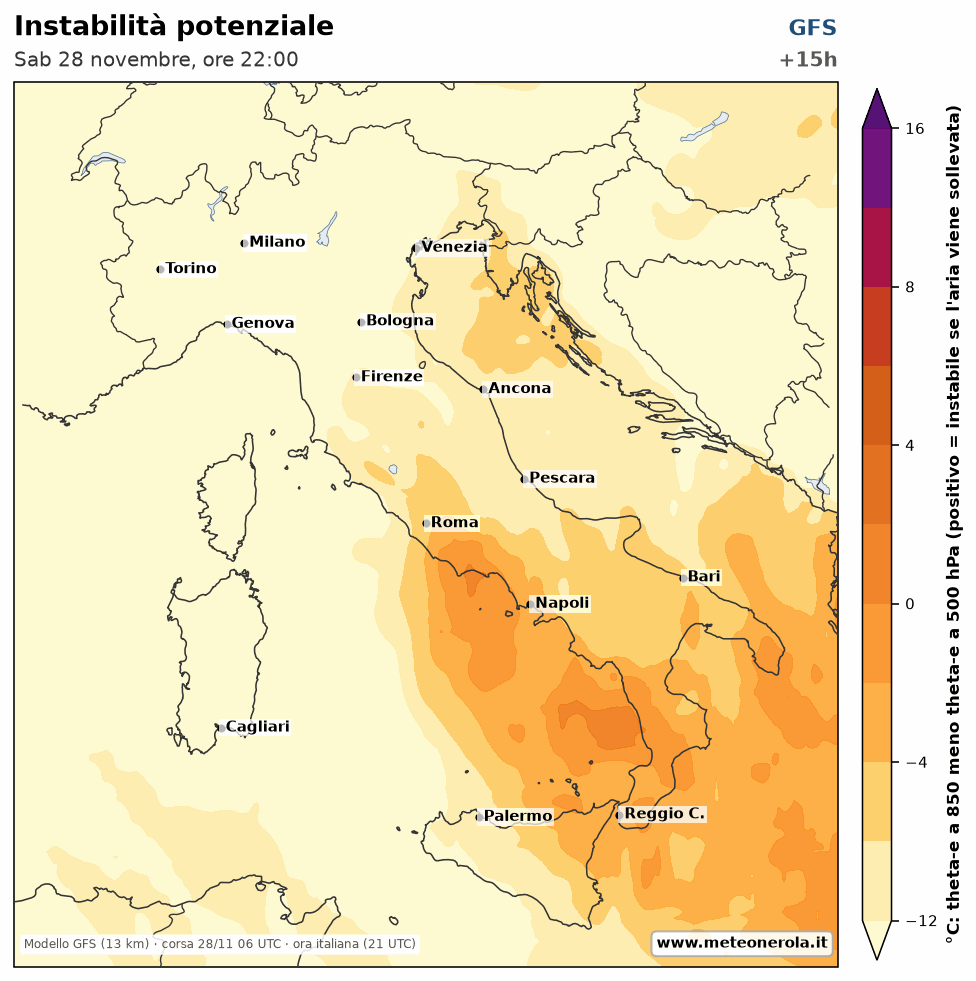 Instabilità potenziale
GFS
Sab 28 novembre, ore 22:00
+15h
16
8
4
0
−4
−12
°C: theta-e a 850 meno theta-e a 500 hPa (positivo = instabile se l'aria viene sollevata)
Milano
Venezia
Torino
Genova
Bologna
Firenze
Ancona
Pescara
Roma
Bari
Napoli
Cagliari
Palermo
Reggio C.
Modello GFS (13 km) · corsa 28/11 06 UTC · ora italiana (21 UTC)
www.meteonerola.it